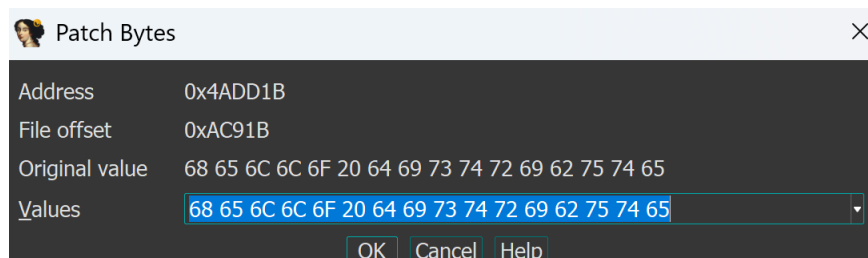 Patch Bytes
Address 0x4ADD1B
File offset 0xAC91B
Original value 68 65 6C 6C 6F 20 64 69 73 74 72 69 62 75 74 65
Values 68 65 6C 6C 6F 20 64 69 73 74 72 69 62 75 74 65
OK Cancel Help